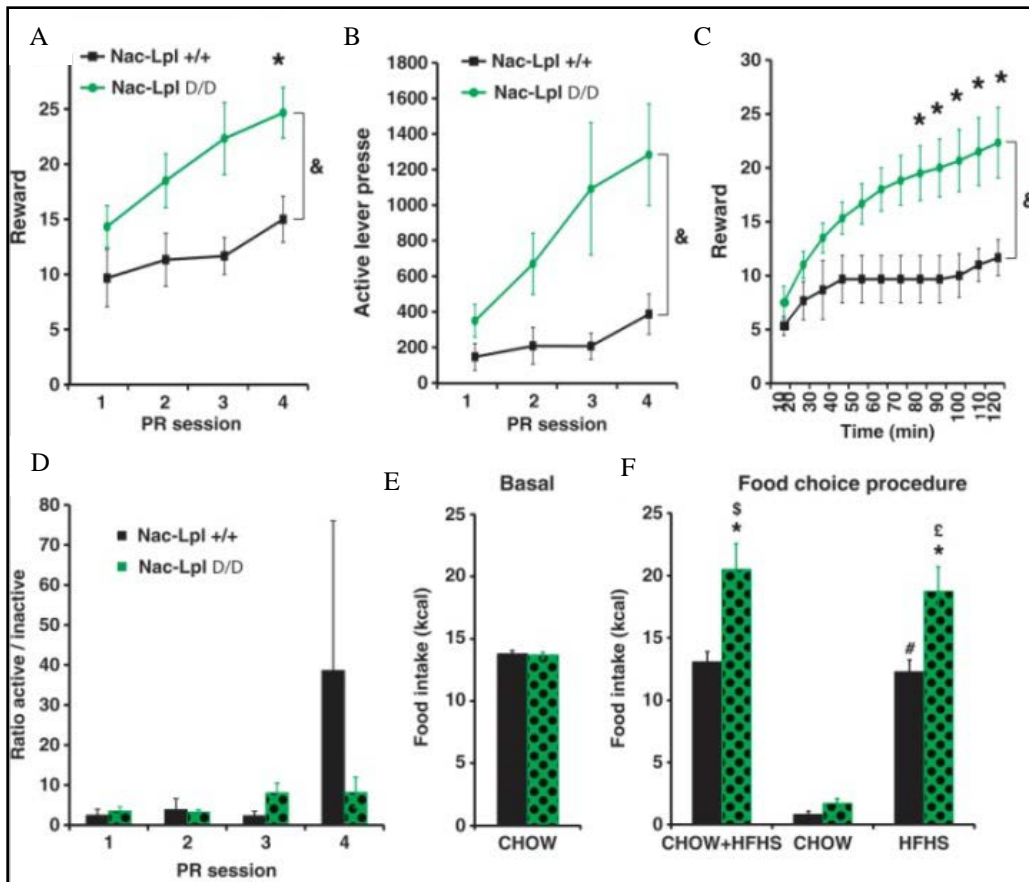 A
Nac-Lpl +/+
Nac-Lpl D/D
*
&
Reward
25
20
15
10
5
0
1 2 3 4
PR session
B
Nac-Lpl +/+
Nac-Lpl D/D
&
Active lever presse
1800
1600
1400
1200
1000
800
600
400
200
0
1 2 3 4
PR session
C
* * * * *
&
Reward
30
25
20
15
10
5
0
10 20 30 40 50 60 70 80 90 100 110 120
Time (min)
D
Nac-Lpl +/+
Nac-Lpl D/D
Ratio active / inactive
80
70
60
50
40
30
20
10
0
1 2 3 4
PR session
E
Basal
Food intake (kcal)
25
20
15
10
5
0
CHOW
F
Food choice procedure
Food intake (kcal)
25
20
15
10
5
0
$
*
#
£
*
CHOW+HFHS CHOW HFHS